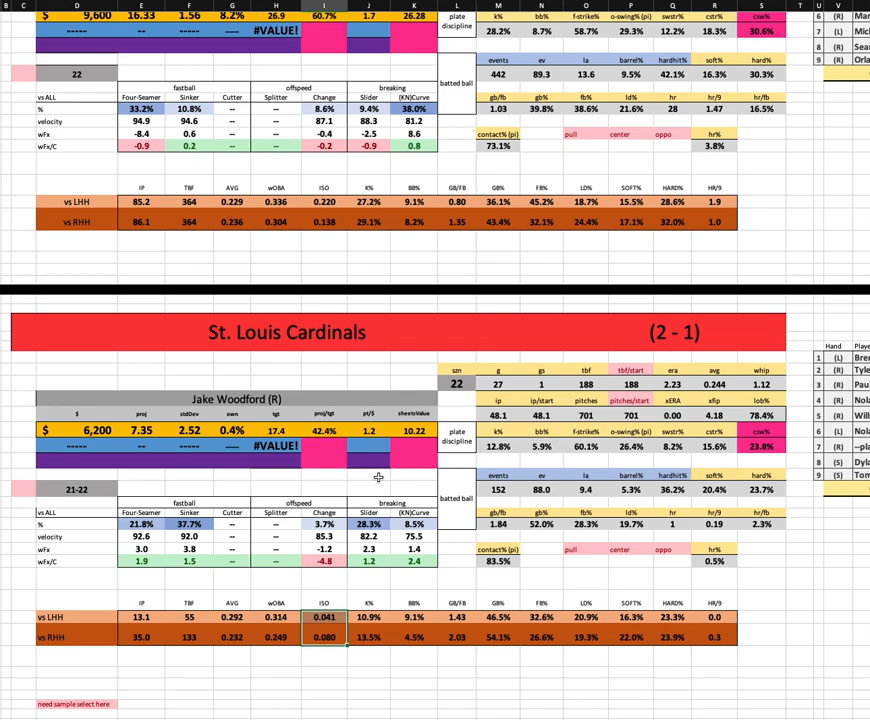 B C D E F G H I J K L M N O P Q R S T U V W
$ 9,600 16.33 1.56 8.2% 26.9 60.7% 1.7 26.28 plate discipline k% bb% f-strike% o-swing% (pi) swstr% cstr% csw% 6 (R) Mar
----- -- ---- ---- #VALUE! 28.2% 8.7% 58.7% 29.3% 12.2% 18.3% 30.6% 7 (L) Mich
8 (R) Sear
events ev la barrel% hardhit% soft% hard% 9 (R) Orla
22 442 89.3 13.6 9.5% 42.1% 16.3% 30.3%
fastball offspeed breaking batted ball
vs ALL Four-Seamer Sinker Cutter Splitter Change Slider (KN)Curve gb/fb gb% fb% ld% hr hr/9 hr/fb
% 33.2% 10.8% -- -- 8.6% 9.4% 38.0% 1.03 39.8% 38.6% 21.6% 28 1.47 16.5%
velocity 94.9 94.6 -- -- 87.1 88.3 81.2
wFx -8.4 0.6 -- -- -0.4 -2.5 8.6 contact% (pi) pull center oppo hr%
wFx/C -0.9 0.2 -- -- -0.2 -0.9 0.8 73.1% 3.8%
IP TBF AVG wOBA ISO K% BB% GB/FB GB% FB% LD% SOFT% HARD% HR/9
vs LHH 85.2 364 0.229 0.336 0.220 27.2% 9.1% 0.80 36.1% 45.2% 18.7% 15.5% 28.6% 1.9
vs RHH 86.1 364 0.236 0.304 0.138 29.1% 8.2% 1.35 43.4% 32.1% 24.4% 17.1% 32.0% 1.0
St. Louis Cardinals (2 - 1)
Hand Playe
1 (L) Bren
szn g gs tbf tbf/start era avg whip 2 (R) Tyle
22 27 1 188 188 2.23 0.244 1.12 3 (R) Pau
Jake Woodford (R) ip ip/start pitches pitches/start xERA xfip lob% 4 (R) Nola
$ proj stdDev own tgt proj/tgt pt/$ sheetsValue 48.1 48.1 701 701 0.00 4.18 78.4% 5 (R) Wills
$ 6,200 7.35 2.52 0.4% 17.4 42.4% 1.2 10.22 plate discipline k% bb% f-strike% o-swing% (pi) swstr% cstr% csw% 6 (L) Nola
----- -- ---- ---- #VALUE! 12.8% 5.9% 60.1% 26.4% 8.2% 15.6% 23.8% 7 (R) --pla
8 (S) Dyla
events ev la barrel% hardhit% soft% hard% 9 (S) Tom
21-22 152 88.0 9.4 5.3% 36.2% 20.4% 23.7%
fastball offspeed breaking batted ball
vs ALL Four-Seamer Sinker Cutter Splitter Change Slider (KN)Curve gb/fb gb% fb% ld% hr hr/9 hr/fb
% 21.8% 37.7% -- -- 3.7% 28.3% 8.5% 1.84 52.0% 28.3% 19.7% 1 0.19 2.3%
velocity 92.6 92.0 -- -- 85.3 82.2 75.5
wFx 3.0 3.8 -- -- -1.2 2.3 1.4 contact% (pi) pull center oppo hr%
wFx/C 1.9 1.5 -- -- -4.8 1.2 2.4 83.5% 0.5%
IP TBF AVG wOBA ISO K% BB% GB/FB GB% FB% LD% SOFT% HARD% HR/9
vs LHH 13.1 55 0.292 0.314 0.041 10.9% 9.1% 1.43 46.5% 32.6% 20.9% 16.3% 23.3% 0.0
vs RHH 35.0 133 0.232 0.249 0.080 13.5% 4.5% 2.03 54.1% 26.6% 19.3% 22.0% 23.9% 0.3
need sample select here